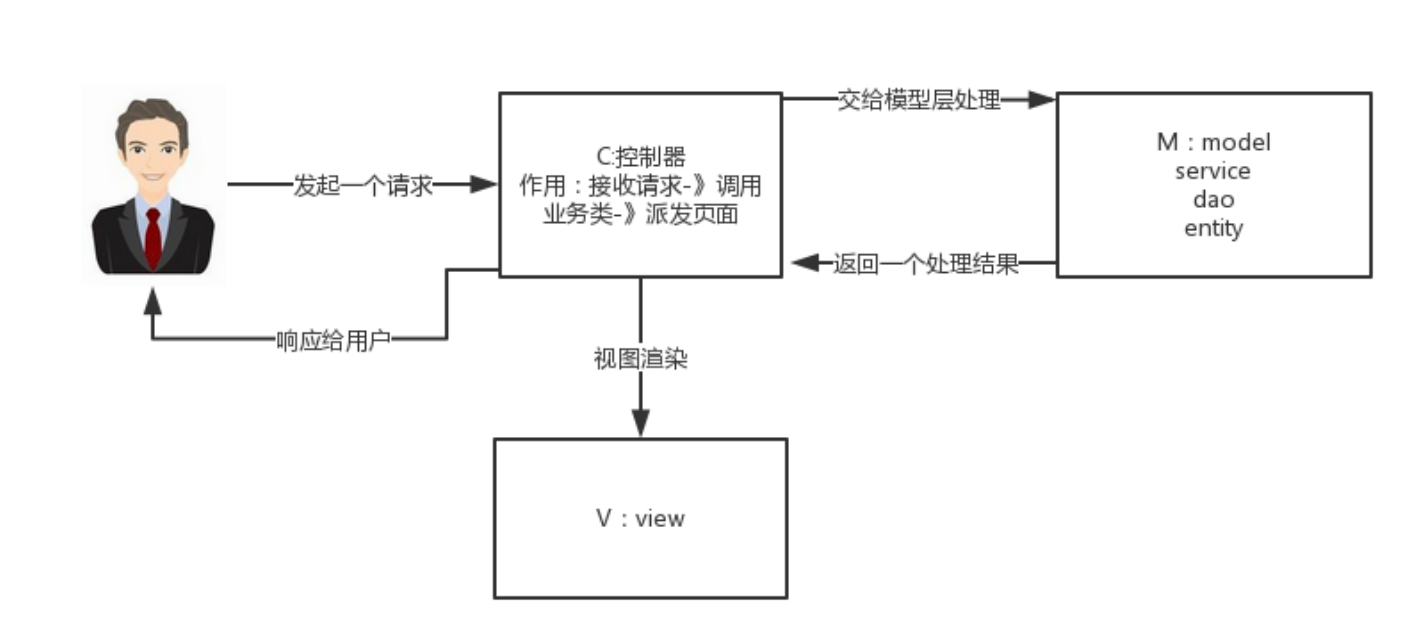 交给模型层处理
C:控制器
作用：接收请求-》调用
业务类-》派发页面
M：model
service
dao
entity
发起一个请求
返回一个处理结果
响应给用户
视图渲染
V：view